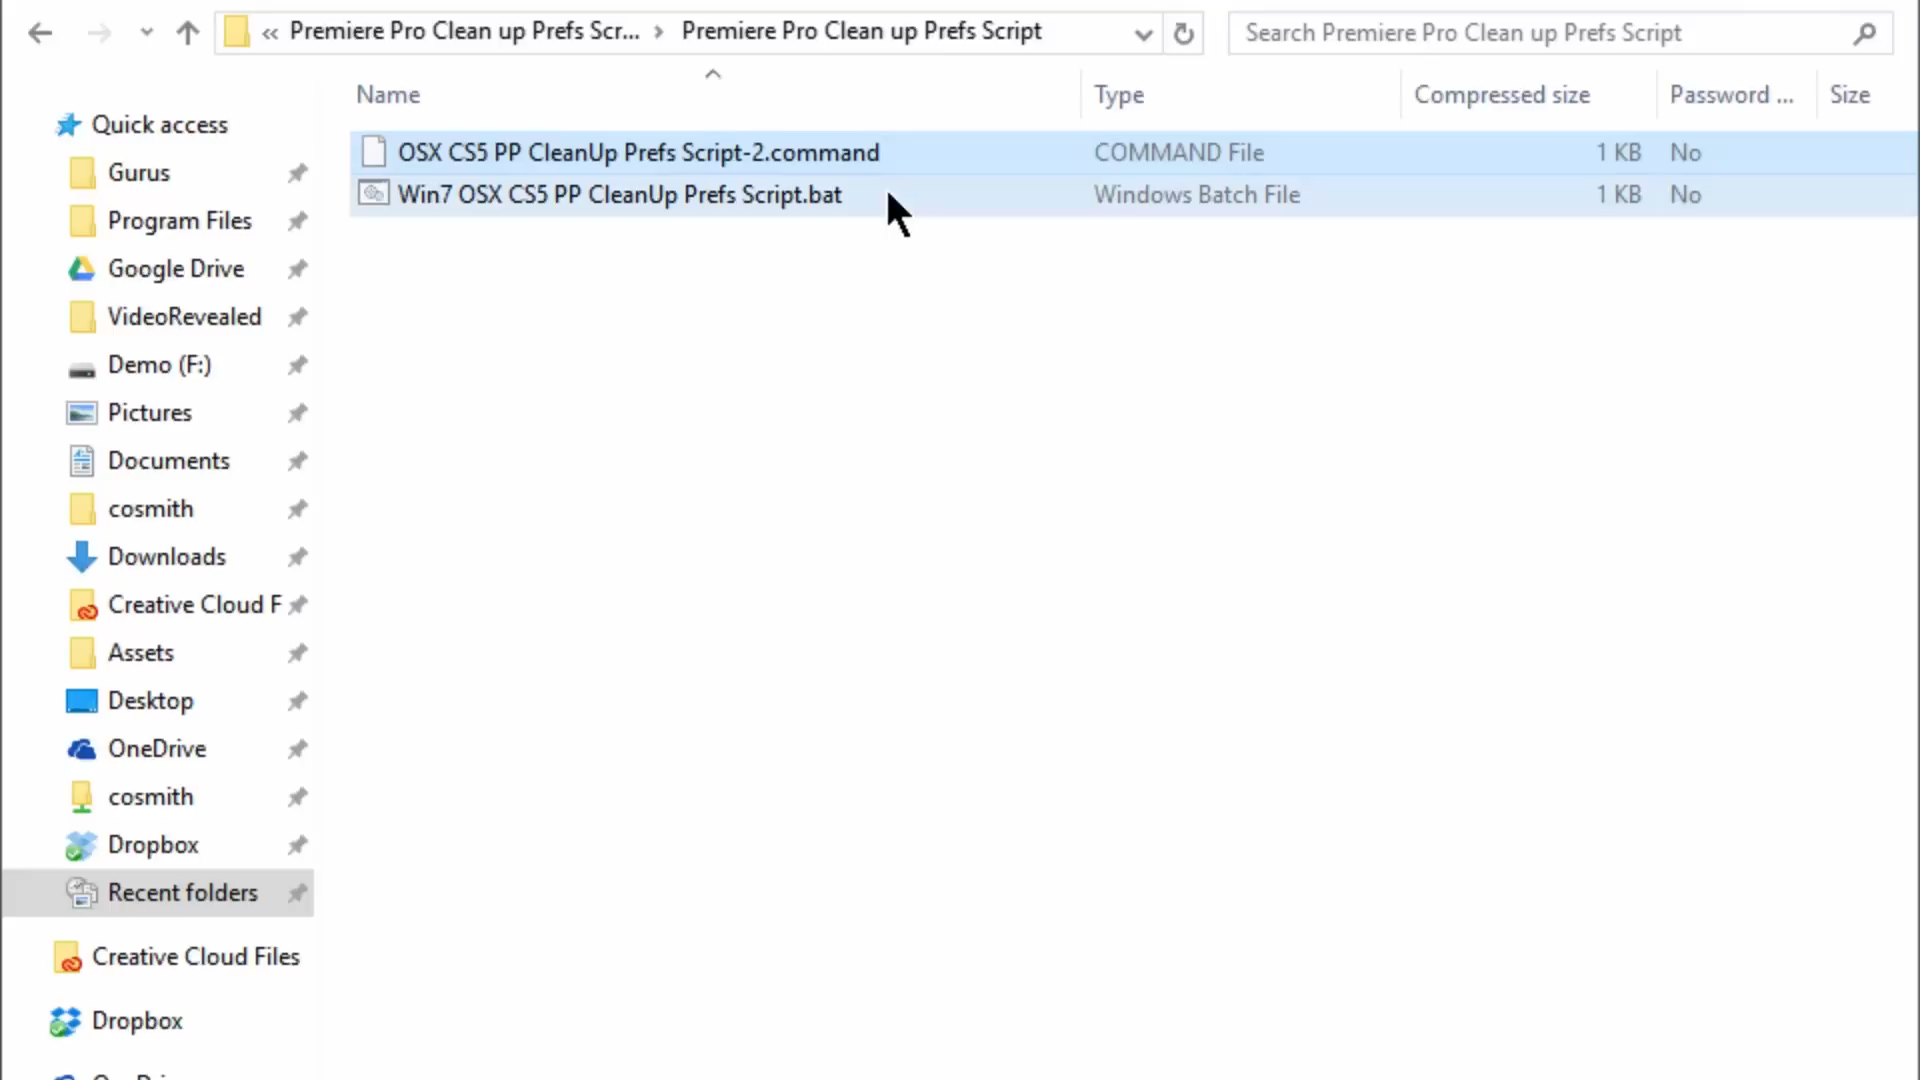 « Premiere Pro Clean up Prefs Scr... › Premiere Pro Clean up Prefs Script
Search Premiere Pro Clean up Prefs Script
Name Type Compressed size Password ... Size
OSX CS5 PP CleanUp Prefs Script-2.command COMMAND File 1 KB No
Win7 OSX CS5 PP CleanUp Prefs Script.bat Windows Batch File 1 KB No
Quick access
Gurus
Program Files
Google Drive
VideoRevealed
Demo (F:)
Pictures
Documents
cosmith
Downloads
Creative Cloud F
Assets
Desktop
OneDrive
cosmith
Dropbox
Recent folders
Creative Cloud Files
Dropbox